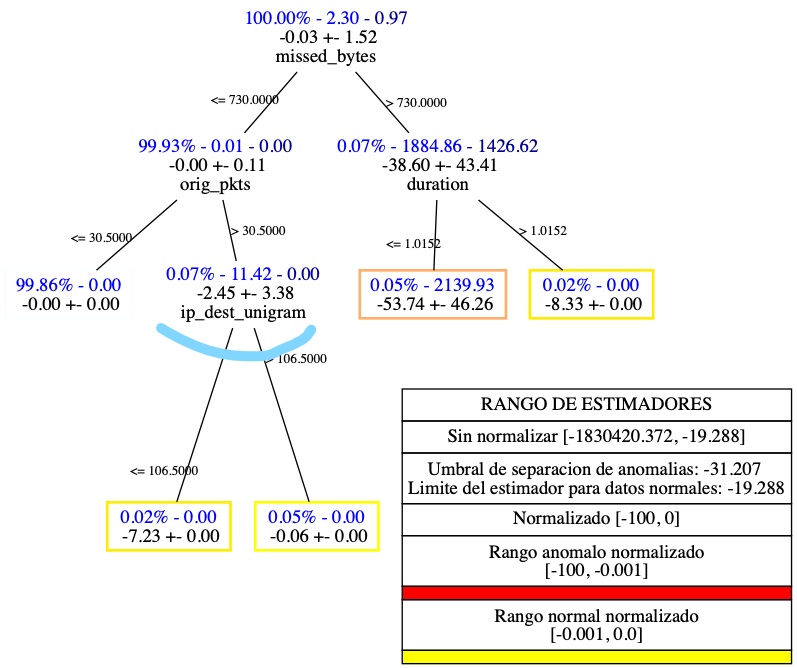 100.00% - 2.30 - 0.97
-0.03 +- 1.52
missed_bytes
<= 730.0000
> 730.0000
99.93% - 0.01 - 0.00
-0.00 +- 0.11
orig_pkts
0.07% - 1884.86 - 1426.62
-38.60 +- 43.41
duration
<= 30.5000
> 30.5000
<= 1.0152
> 1.0152
99.86% - 0.00
-0.00 +- 0.00
0.07% - 11.42 - 0.00
-2.45 +- 3.38
ip_dest_unigram
0.05% - 2139.93
-53.74 +- 46.26
0.02% - 0.00
-8.33 +- 0.00
<= 106.5000
> 106.5000
0.02% - 0.00
-7.23 +- 0.00
0.05% - 0.00
-0.06 +- 0.00
RANGO DE ESTIMADORES
Sin normalizar [-1830420.372, -19.288]
Umbral de separacion de anomalias: -31.207
Limite del estimador para datos normales: -19.288
Normalizado [-100, 0]
Rango anomalo normalizado
[-100, -0.001]
Rango normal normalizado
[-0.001, 0.0]